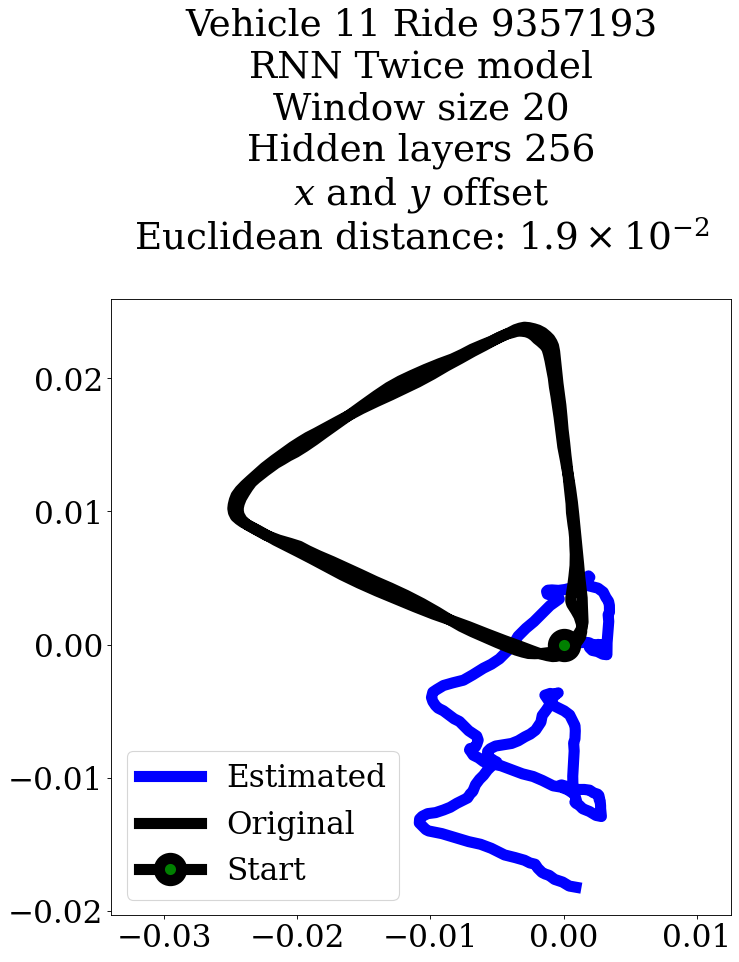 Vehicle 11 Ride 9357193
RNN Twice model
Window size 20
Hidden layers 256
x and y offset
Euclidean distance: 1.9 × 10⁻²
0.02
0.01
0.00
−0.01
−0.02
Estimated
Original
Start
−0.03 −0.02 −0.01 0.00 0.01